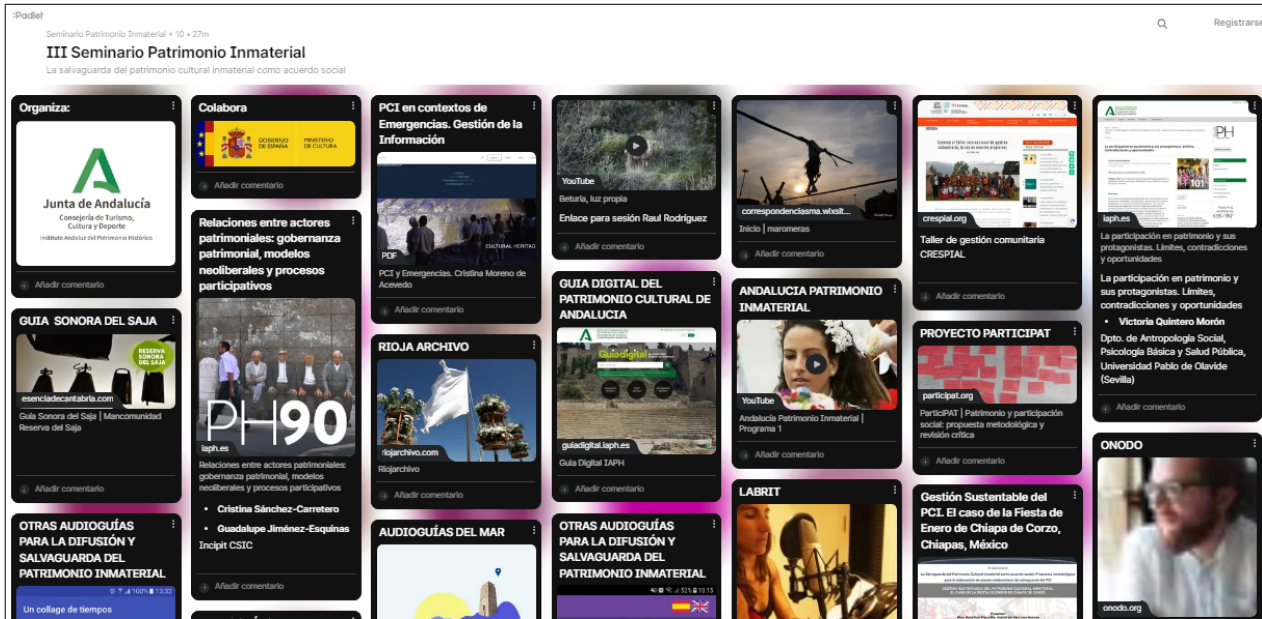 :Padlet
Seminario Patrimonio Inmaterial + 10 • 27m
III Seminario Patrimonio Inmaterial
La salvaguarda del patrimonio cultural inmaterial como acuerdo social
Registrarse
Organiza:
Junta de Andalucía
Consejería de Turismo,
Cultura y Deporte
Instituto Andaluz del Patrimonio Histórico
Añadir comentario
GUIA SONORA DEL SAJA
RESERVA
SONORA
DEL SAJA
esenciadecantabria.com
Guía Sonora del Saja | Mancomunidad
Reserva del Saja
Añadir comentario
OTRAS AUDIOGUÍAS
PARA LA DIFUSIÓN Y
SALVAGUARDA DEL
PATRIMONIO INMATERIAL
100% 13:32
Un collage de tiempos
Colabora
GOBIERNO
DE ESPAÑA
MINISTERIO
DE CULTURA
Añadir comentario
Relaciones entre actores
patrimoniales: gobernanza
patrimonial, modelos
neoliberales y procesos
participativos
PH90
iaph.es
Relaciones entre actores patrimoniales:
gobernanza patrimonial, modelos
neoliberales y procesos participativos
• Cristina Sánchez-Carretero
• Guadalupe Jiménez-Esquinas
Incipit CSIC
Añadir comentario
PCI en contextos de
Emergencias. Gestión de la
Información
CULTURAL HERITAG
PDF
PCI y Emergencias. Cristina Moreno de
Acevedo
Añadir comentario
RIOJA ARCHIVO
riojarchivo.com
Riojarchivo
Añadir comentario
AUDIOGUÍAS DEL MAR
YouTube
Beturia, luz propia
Enlace para sesión Raul Rodríguez
Añadir comentario
GUIA DIGITAL DEL
PATRIMONIO CULTURAL DE
ANDALUCIA
Guiadigital
guiadigital.iaph.es
Guia Digital IAPH
Añadir comentario
OTRAS AUDIOGUÍAS
PARA LA DIFUSIÓN Y
SALVAGUARDA DEL
PATRIMONIO INMATERIAL
52% 10:15
correspondenciasma.wixsit...
Inicio | maromeras
Añadir comentario
ANDALUCIA PATRIMONIO
INMATERIAL
YouTube
Andalucía Patrimonio Inmaterial |
Programa 1
Añadir comentario
LABRIT
crespial.org
Taller de gestión comunitaria
CRESPIAL
Añadir comentario
PROYECTO PARTICIPAT
participat.org
ParticiPAT | Patrimonio y participación
social: propuesta metodológica y
revisión crítica
Añadir comentario
Gestión Sustentable del
PCI. El caso de la Fiesta de
Enero de Chiapa de Corzo,
Chiapas, México
PH
101
iaph.es
La participación en patrimonio y sus
protagonistas. Límites, contradicciones
y oportunidades
La participación en patrimonio y
sus protagonistas. Límites,
contradicciones y oportunidades
• Victoria Quintero Morón
Dpto. de Antropología Social,
Psicología Básica y Salud Pública,
Universidad Pablo de Olavide
(Sevilla)
Añadir comentario
ONODO
onodo.org